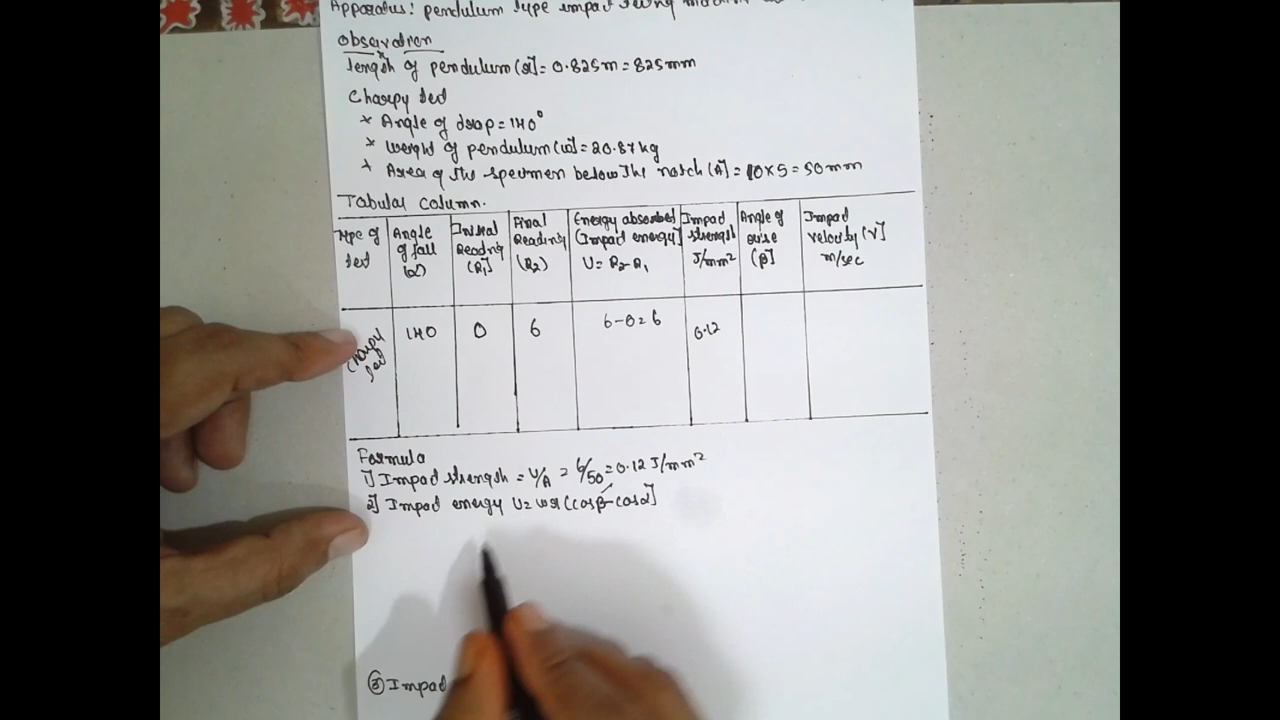 Apparatus: pendulum type impact
Observation
length of pendulum(r)= 0.825m = 825mm
Charpy test
* Angle of drop = 140°
* weight of pendulum (w)= 20.87kg
* Area of the specimen below the notch (A) = 10 x 5 = 50mm
Tabular column.
Type of test
Angle of fall (α)
Initial Reading (R1)
Final Reading (R2)
Energy absorbed (Impact energy) U = R2-R1
Impact strength J/mm²
Angle of rise (β)
Impact velocity (V) m/sec
Charpy test 140 0 6 6-0=6 0.12
Formula
1) Impact strength = U/A = 6/50 = 0.12 J/mm²
2) Impact energy U= wr (cosβ-cosα)
③ Impact